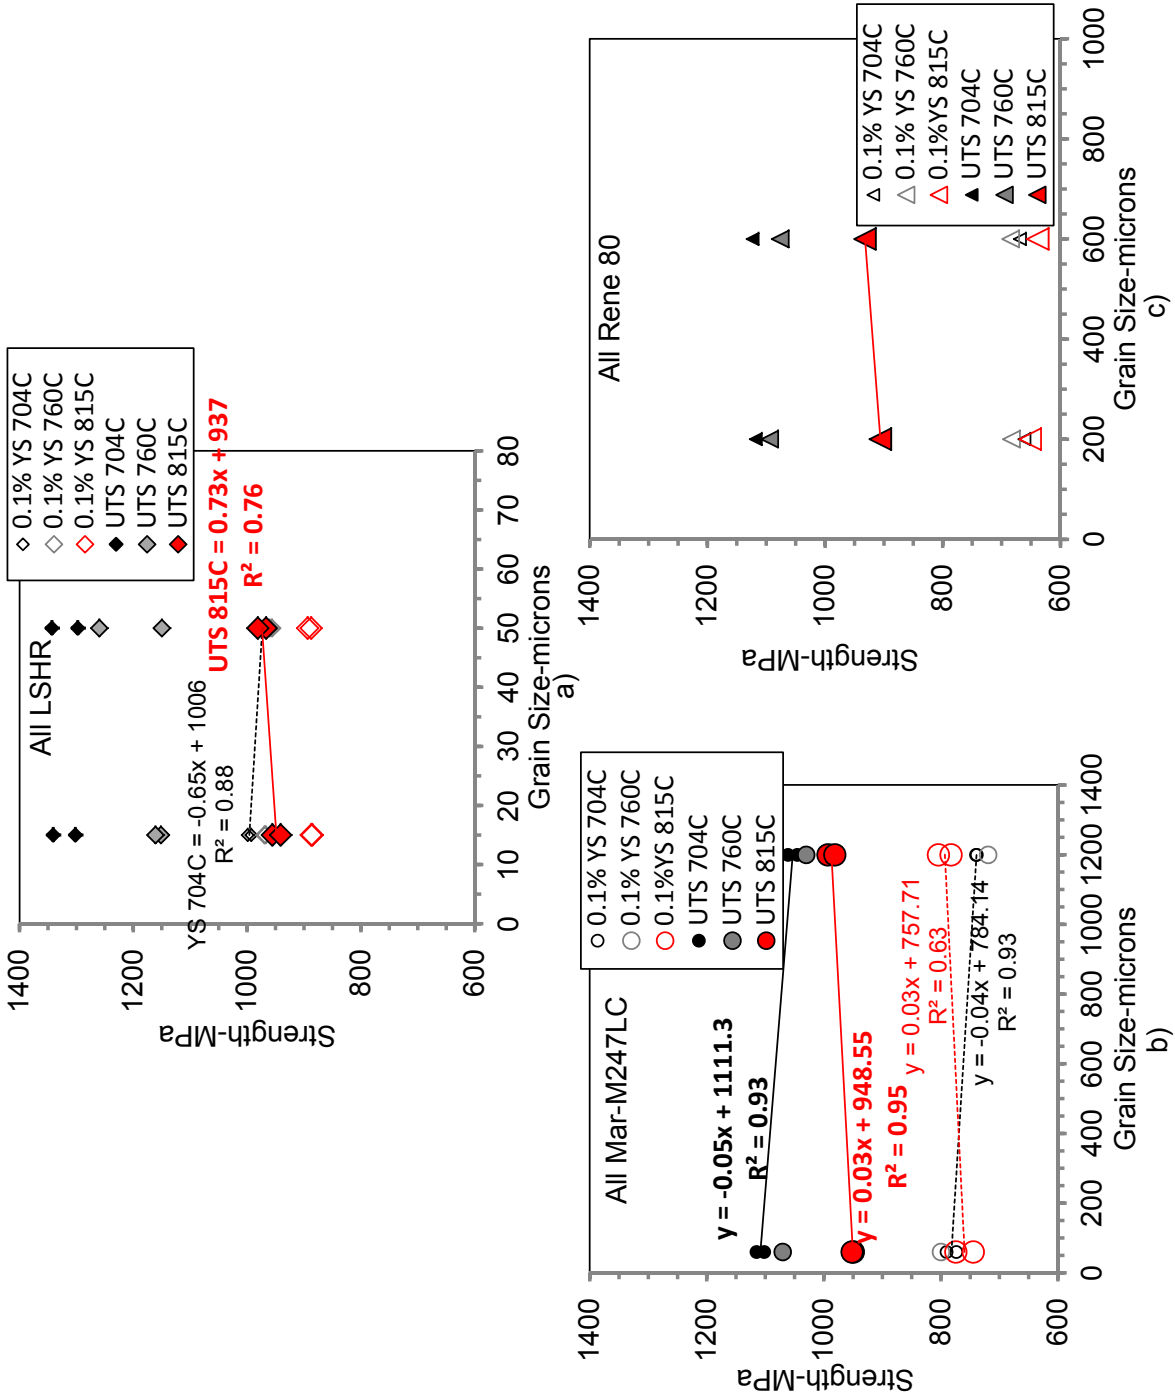 All LSHR
0.1% YS 704C
0.1% YS 760C
0.1% YS 815C
UTS 704C
UTS 760C
UTS 815C
YS 704C = -0.65x + 1006
R² = 0.88
UTS 815C = 0.73x + 937
R² = 0.76
Strength-MPa
1400
1200
1000
800
600
0 10 20 30 40 50 60 70 80
Grain Size-microns
a)
All Mar-M247LC
0.1% YS 704C
0.1% YS 760C
0.1%YS 815C
UTS 704C
UTS 760C
UTS 815C
y = -0.05x + 1111.3
R² = 0.93
y = 0.03x + 948.55
R² = 0.95
y = 0.03x + 757.71
R² = 0.63
y = -0.04x + 784.14
R² = 0.93
Strength-MPa
1400
1200
1000
800
600
0 200 400 600 800 1000 1200 1400
Grain Size-microns
b)
All Rene 80
0.1% YS 704C
0.1% YS 760C
0.1%YS 815C
UTS 704C
UTS 760C
UTS 815C
Strength-MPa
1400
1200
1000
800
600
0 200 400 600 800 1000
Grain Size-microns
c)